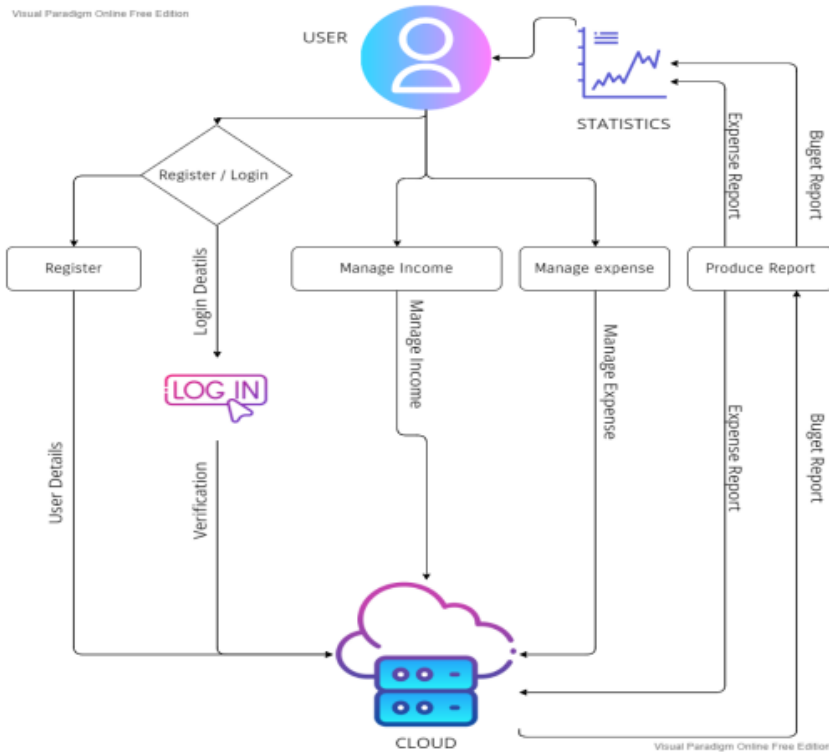 Visual Paradigm Online Free Edition
USER
STATISTICS
Register / Login
Expense Report
Buget Report
Register
Manage Income
Manage expense
Produce Report
Login Deatils
Manage Income
Manage Expense
LOG IN
Expense Report
Buget Report
User Details
Verification
CLOUD
Visual Paradigm Online Free Edition